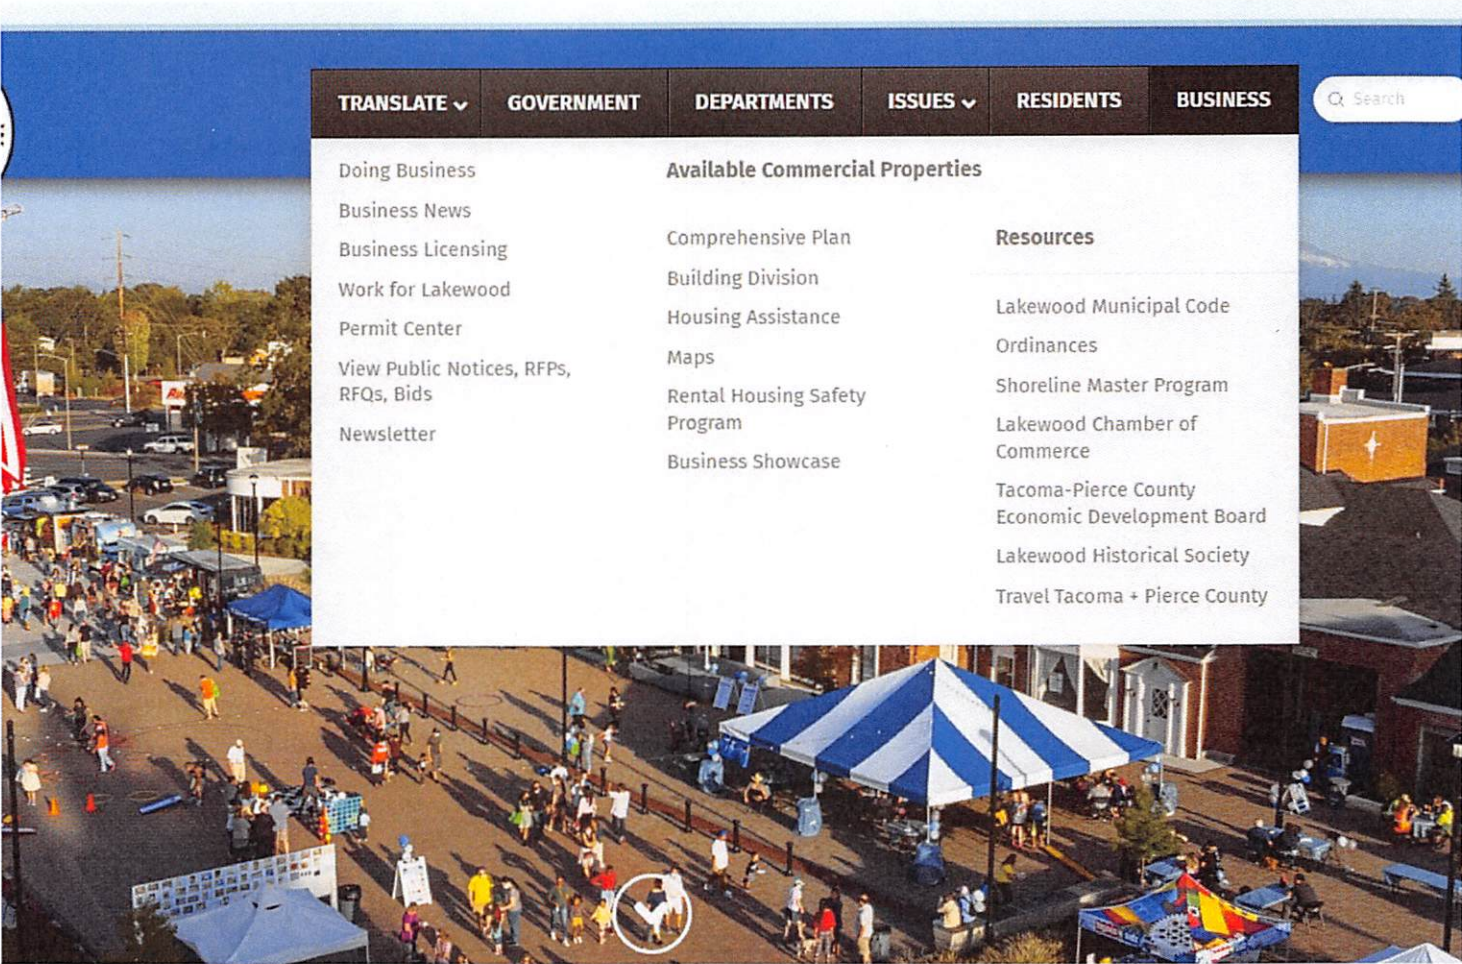 TRANSLATE
GOVERNMENT
DEPARTMENTS
ISSUES
RESIDENTS
BUSINESS
Search
Doing Business
Business News
Business Licensing
Work for Lakewood
Permit Center
View Public Notices, RFPs,
RFQs, Bids
Newsletter
Available Commercial Properties
Comprehensive Plan
Building Division
Housing Assistance
Maps
Rental Housing Safety
Program
Business Showcase
Resources
Lakewood Municipal Code
Ordinances
Shoreline Master Program
Lakewood Chamber of
Commerce
Tacoma-Pierce County
Economic Development Board
Lakewood Historical Society
Travel Tacoma + Pierce County